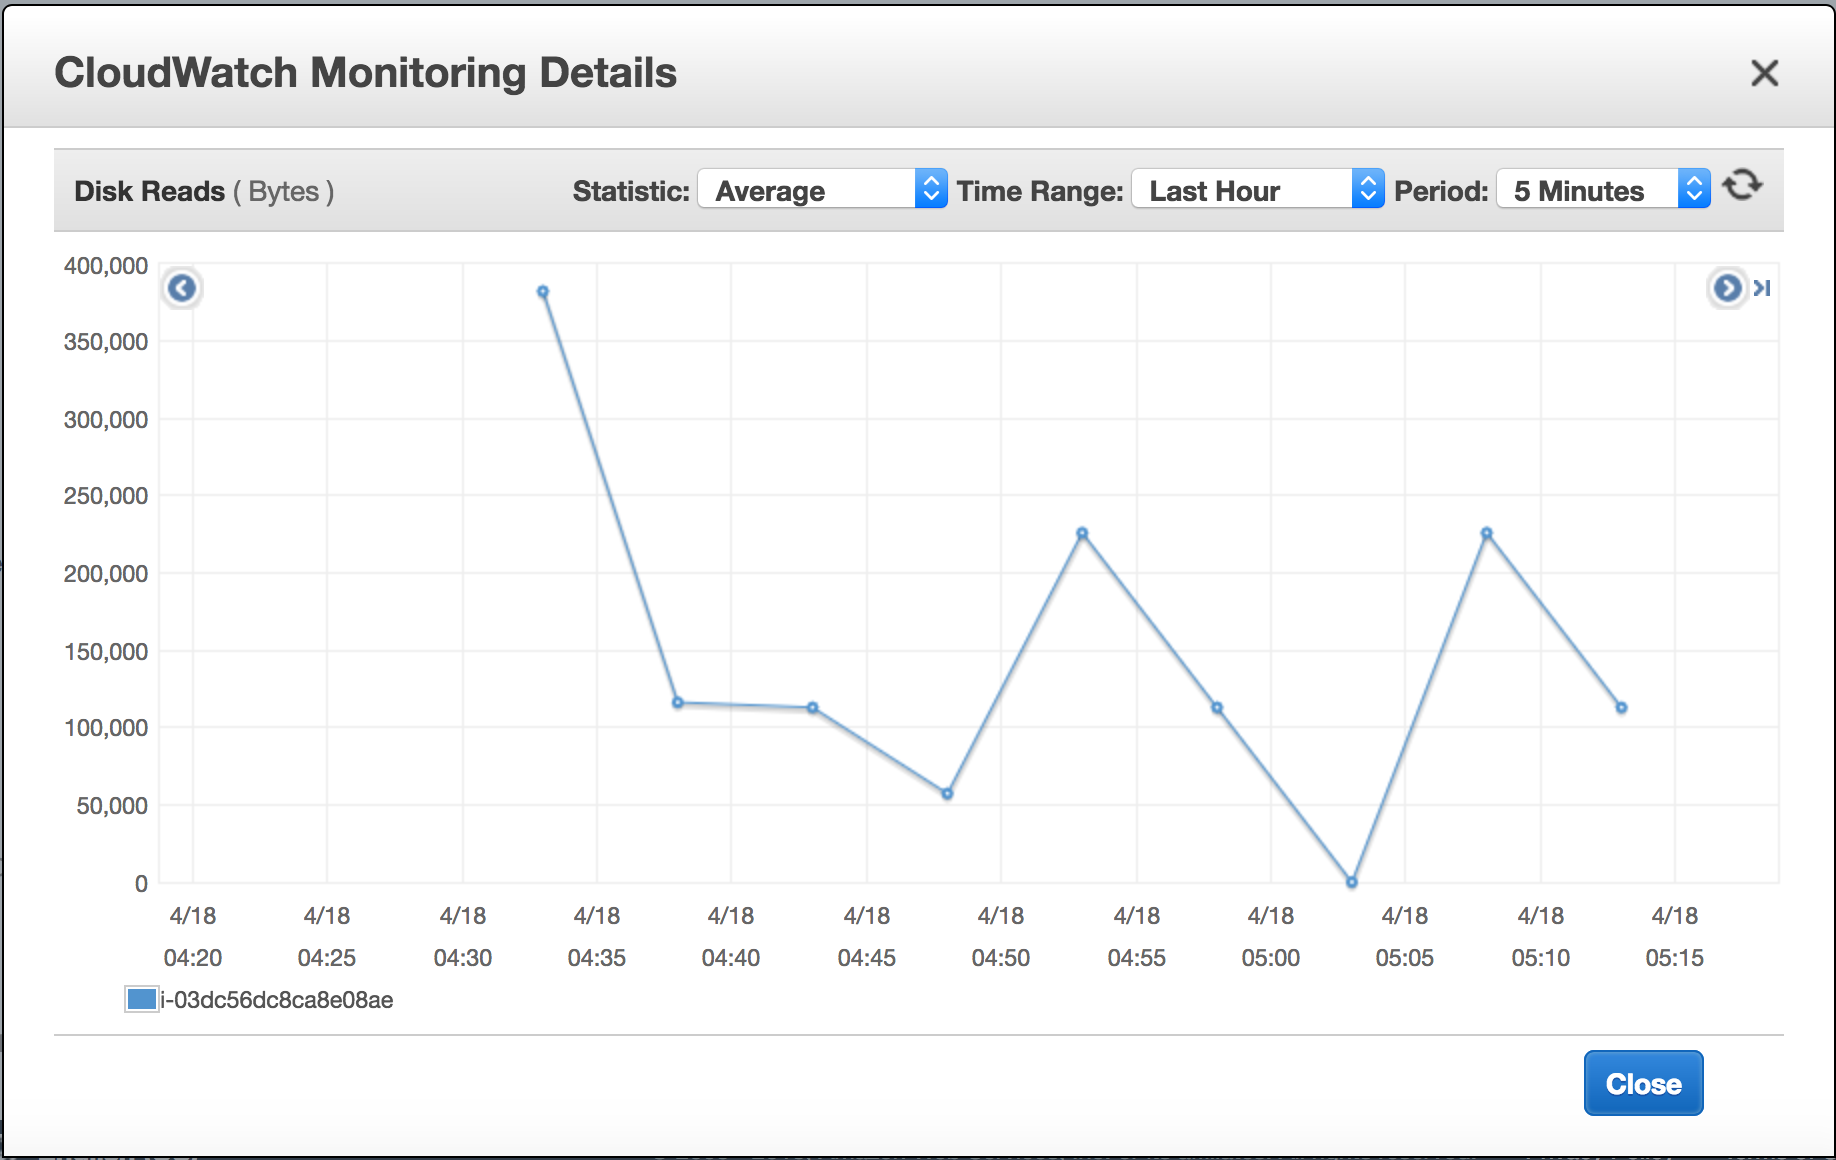 CloudWatch Monitoring Details
Disk Reads ( Bytes ) Statistic: Average Time Range: Last Hour Period: 5 Minutes
400,000
350,000
300,000
250,000
200,000
150,000
100,000
50,000
0
4/18 4/18 4/18 4/18 4/18 4/18 4/18 4/18 4/18 4/18 4/18 4/18
04:20 04:25 04:30 04:35 04:40 04:45 04:50 04:55 05:00 05:05 05:10 05:15
i-03dc56dc8ca8e08ae
Close